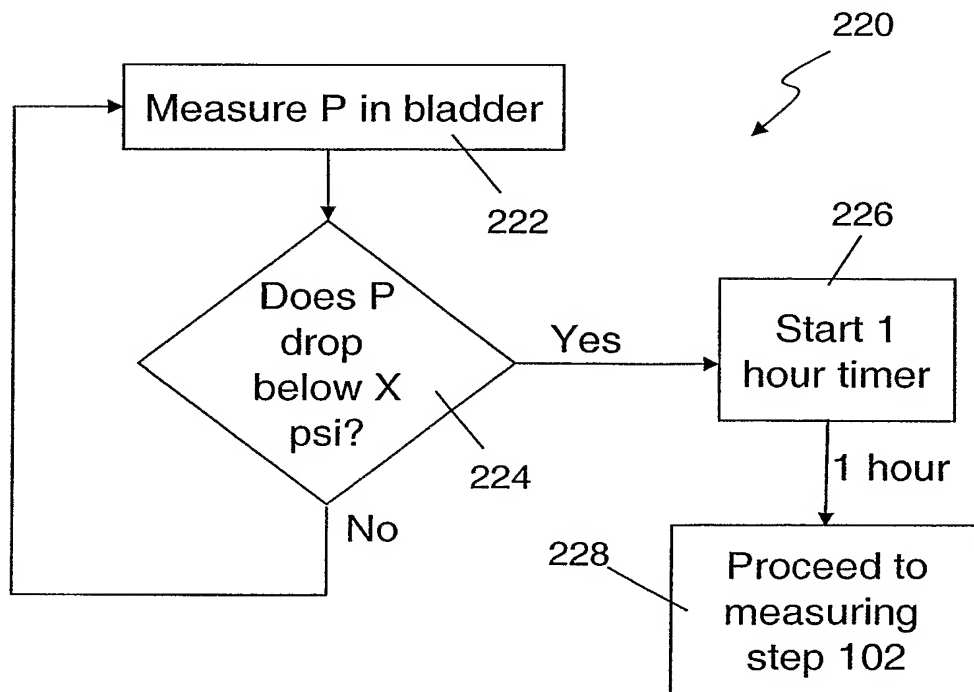 220
Measure P in bladder
222
Does P
drop
below X
psi?
224
Yes
No
226
Start 1
hour timer
1 hour
228
Proceed to
measuring
step 102